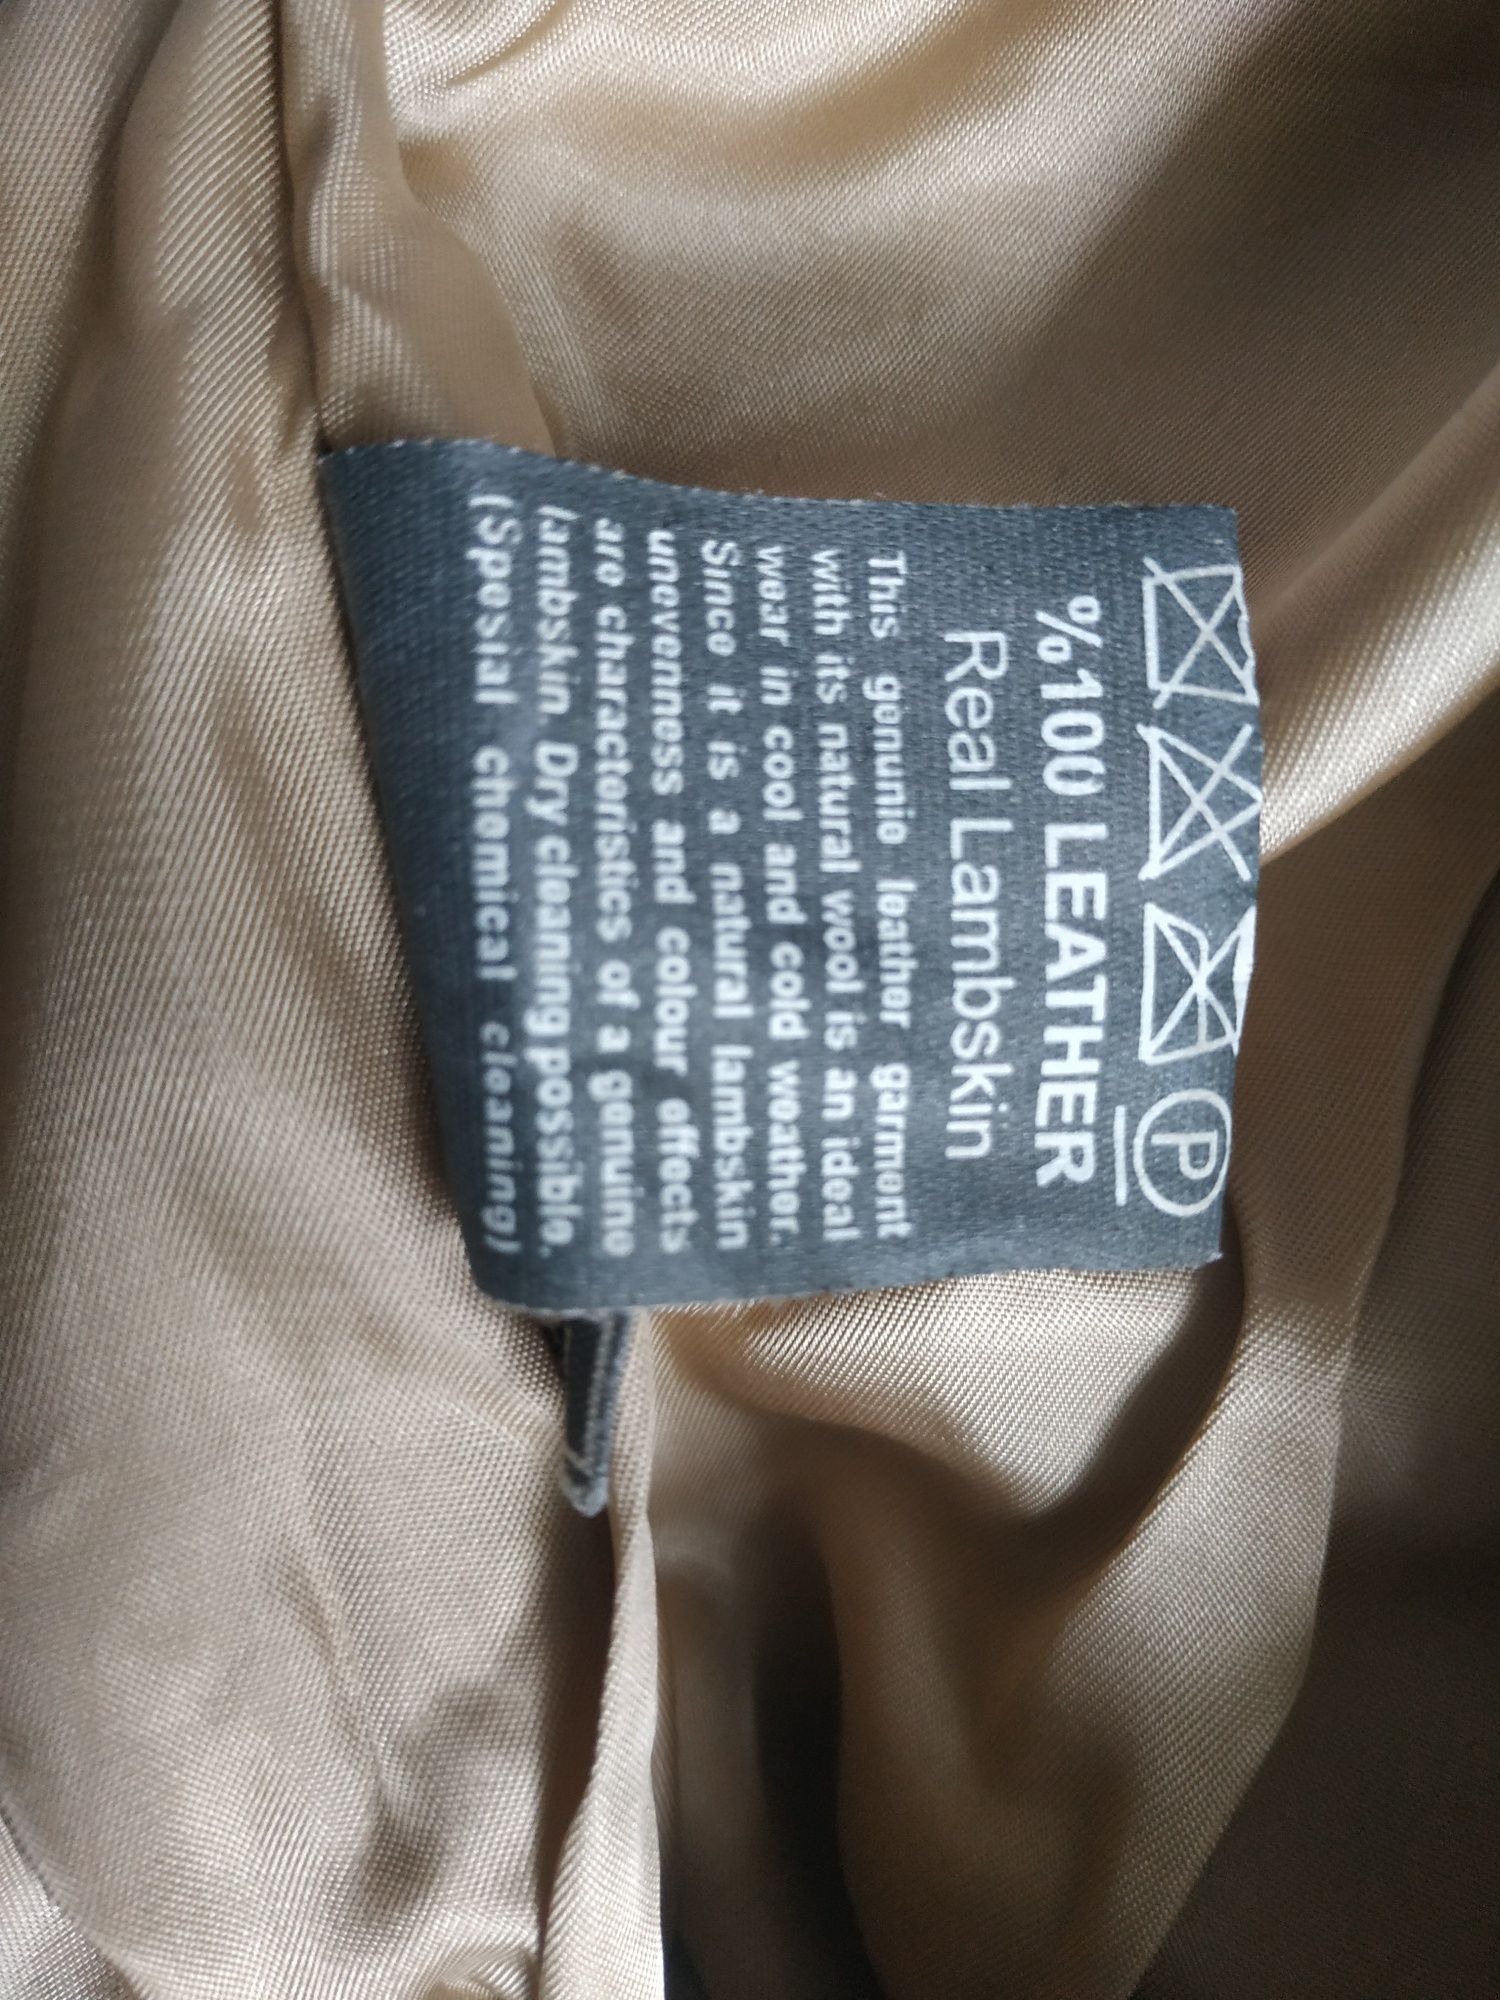 P
%100 LEATHER
Real Lambskin
This genunie leather garment
with its natural wool is an ideal
wear in cool and cold weather.
Since it is a natural lambskin
unevenness and colour effects
are characteristics of a genuine
lambskin. Dry cleaning possible.
(Spesial chemical cleaning)